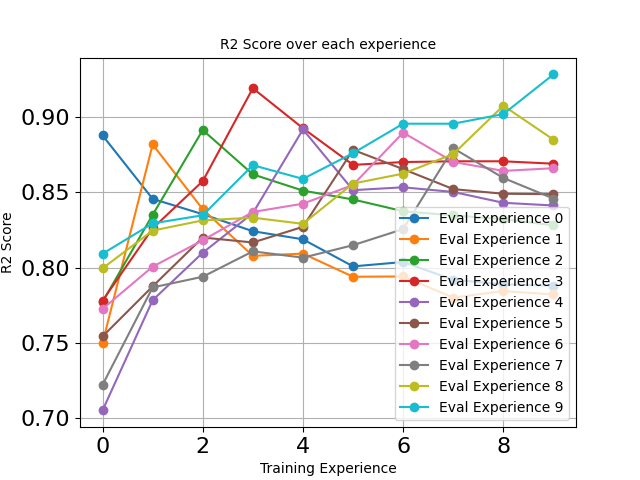 R2 Score over each experience
R2 Score
0.90
0.85
0.80
0.75
0.70
Eval Experience 0
Eval Experience 1
Eval Experience 2
Eval Experience 3
Eval Experience 4
Eval Experience 5
Eval Experience 6
Eval Experience 7
Eval Experience 8
Eval Experience 9
0 2 4 6 8
Training Experience